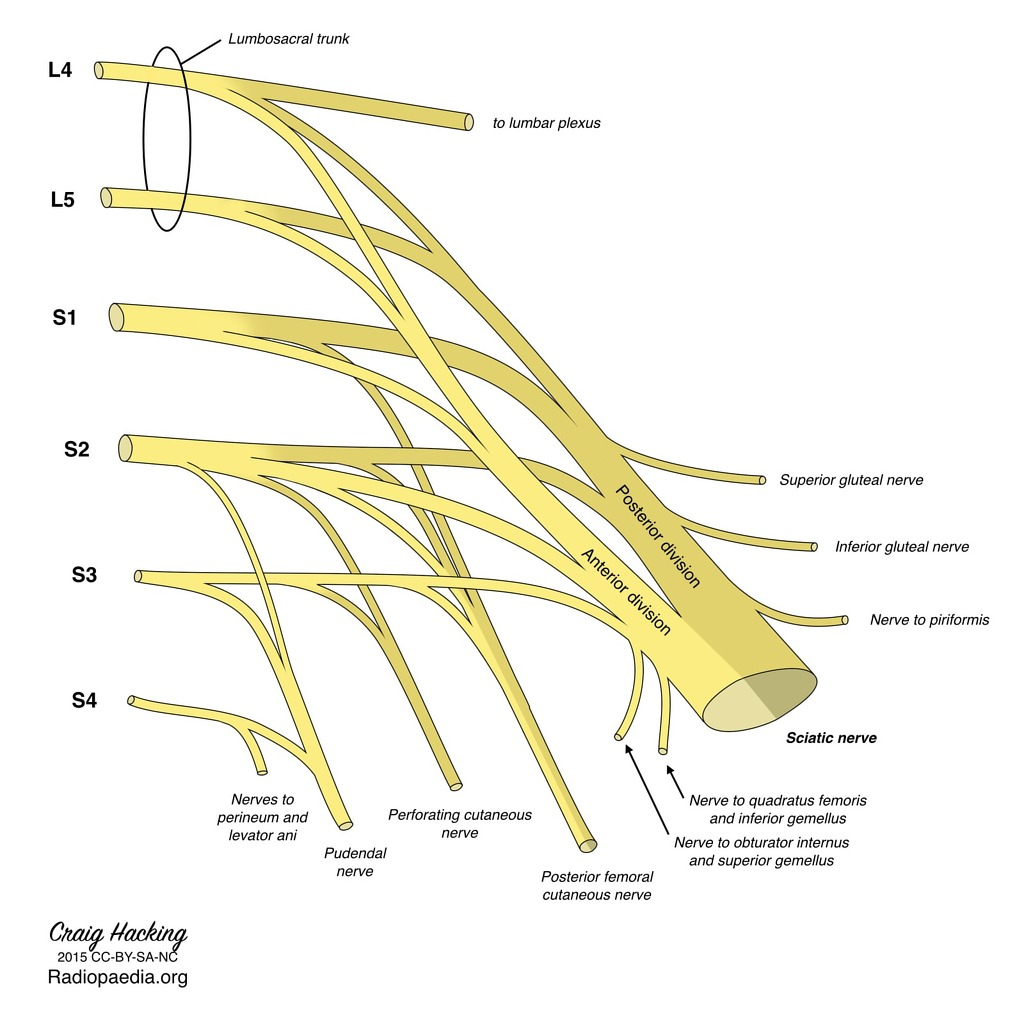 Lumbosacral trunk
L4
to lumbar plexus
L5
S1
S2
Superior gluteal nerve
Posterior division
Inferior gluteal nerve
Anterior division
S3
Nerve to piriformis
S4
Sciatic nerve
Nerves to
perineum and
levator ani
Pudendal
nerve
Perforating cutaneous
nerve
Posterior femoral
cutaneous nerve
Nerve to quadratus femoris
and inferior gemellus
Nerve to obturator internus
and superior gemellus
Craig Hacking
2015 CC-BY-SA-NC
Radiopaedia.org